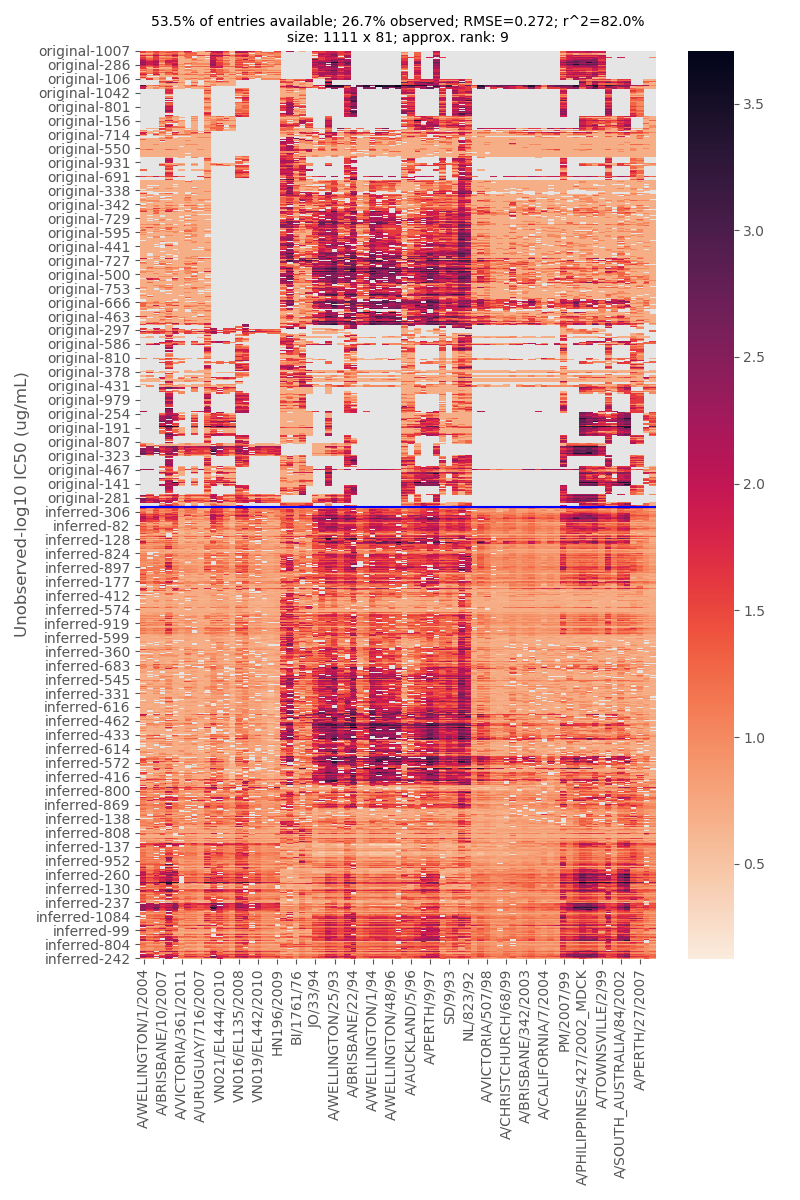 53.5% of entries available; 26.7% observed; RMSE=0.272; r^2=82.0%
size: 1111 x 81; approx. rank: 9
Unobserved-log10 IC50 (ug/mL)
original-1007
original-286
original-106
original-1042
original-801
original-156
original-714
original-550
original-931
original-691
original-338
original-342
original-729
original-595
original-441
original-727
original-500
original-753
original-666
original-463
original-297
original-586
original-810
original-378
original-431
original-979
original-254
original-191
original-807
original-323
original-467
original-141
original-281
inferred-306
inferred-82
inferred-128
inferred-824
inferred-897
inferred-177
inferred-412
inferred-574
inferred-919
inferred-599
inferred-360
inferred-683
inferred-545
inferred-331
inferred-616
inferred-462
inferred-433
inferred-614
inferred-572
inferred-416
inferred-800
inferred-869
inferred-138
inferred-808
inferred-137
inferred-952
inferred-260
inferred-130
inferred-237
inferred-1084
inferred-99
inferred-804
inferred-242
A/WELLINGTON/1/2004
A/BRISBANE/10/2007
A/VICTORIA/361/2011
A/URUGUAY/716/2007
VN021/EL444/2010
VN016/EL135/2008
VN019/EL442/2010
HN196/2009
BI/1761/76
JO/33/94
A/WELLINGTON/25/93
A/BRISBANE/22/94
A/WELLINGTON/1/94
A/WELLINGTON/48/96
A/AUCKLAND/5/96
A/PERTH/9/97
SD/9/93
NL/823/92
A/VICTORIA/507/98
A/CHRISTCHURCH/68/99
A/BRISBANE/342/2003
A/CALIFORNIA/7/2004
PM/2007/99
A/PHILIPPINES/427/2002_MDCK
A/TOWNSVILLE/2/99
A/SOUTH_AUSTRALIA/84/2002
A/PERTH/27/2007
3.5
3.0
2.5
2.0
1.5
1.0
0.5